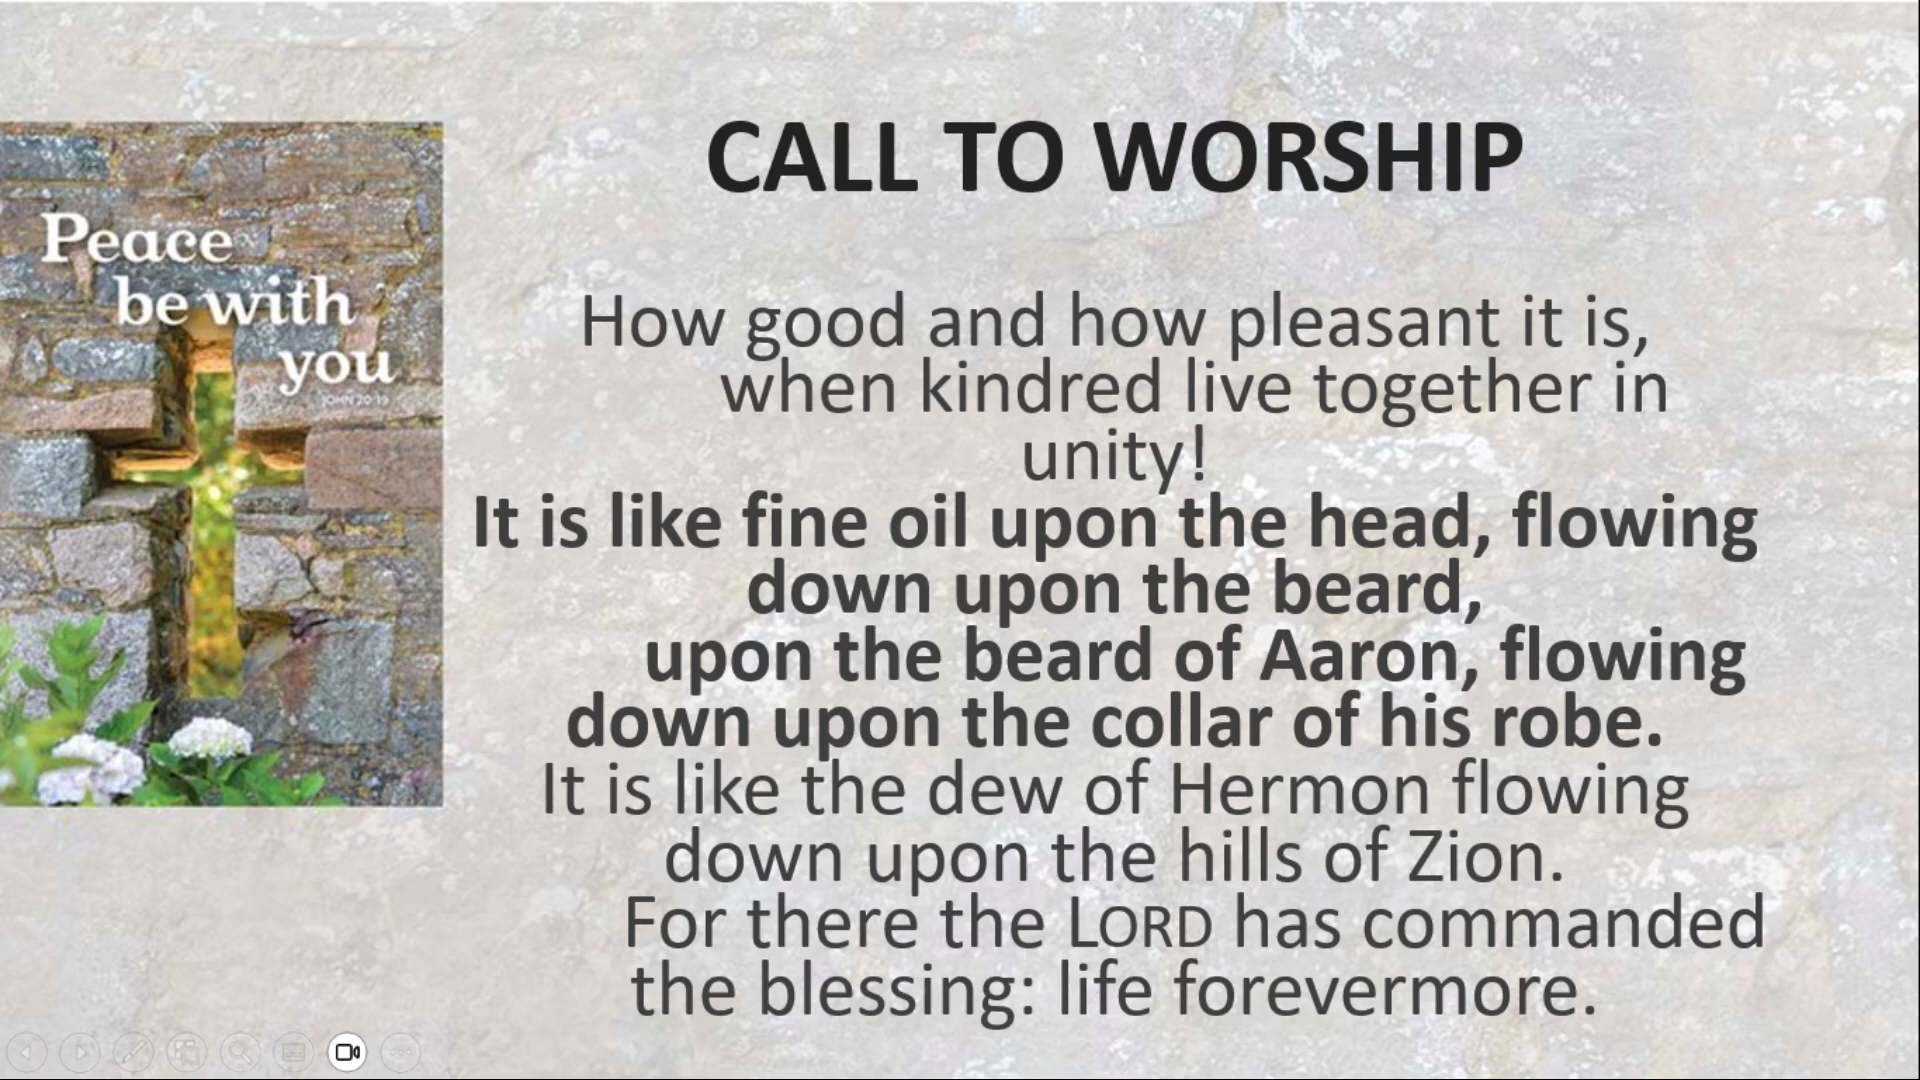 Peace
be with
you
JOHN 20:19
CALL TO WORSHIP
How good and how pleasant it is,
when kindred live together in
unity!
It is like fine oil upon the head, flowing
down upon the beard,
upon the beard of Aaron, flowing
down upon the collar of his robe.
It is like the dew of Hermon flowing
down upon the hills of Zion.
For there the LORD has commanded
the blessing: life forevermore.